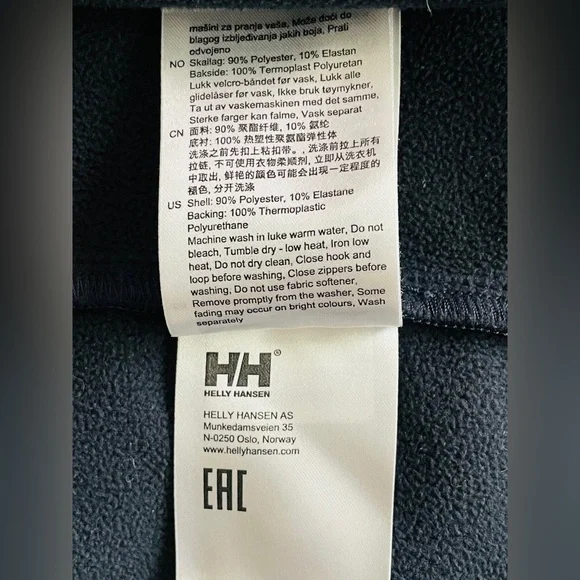 mašini za pranje veša, Može doći do
blagog izbljeđivanja jakih boja, Prati
odvojeno
NO Skallag: 90% Polyester, 10% Elastan
Bakside: 100% Termoplast Polyuretan
Lukk velcro-båndet før vask, Lukk alle
glidelåser før vask, Ikke bruk tøymykner,
Ta ut av vaskemaskinen med det samme,
Sterke farger kan falme, Vask separat
CN 面料: 90% 聚酯纤维, 10% 氨纶
底衬: 100% 热塑性聚氨酯弹性体
洗涤之前先扣上粘扣带。, 洗涤前拉上所有
拉链, 不可使用衣物柔顺剂, 立即从洗衣机
中取出, 鲜艳的颜色可能会出现一定程度的
褪色, 分开洗涤
US Shell: 90% Polyester, 10% Elastane
Backing: 100% Thermoplastic
Polyurethane
Machine wash in luke warm water, Do not
bleach, Tumble dry - low heat, Iron low
heat, Do not dry clean, Close hook and
loop before washing, Close zippers before
washing, Do not use fabric softener,
Remove promptly from the washer, Some
fading may occur on bright colours, Wash
separately
HH®
HELLY HANSEN
HELLY HANSEN AS
Munkedamsveien 35
N-0250 Oslo, Norway
www.hellyhansen.com
EAC